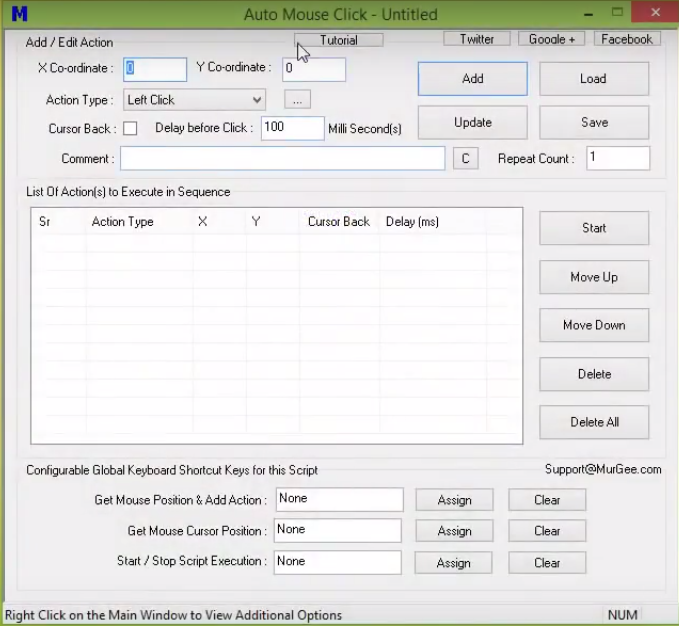 M Auto Mouse Click - Untitled
Add / Edit Action Tutorial Twitter Google + Facebook
X Co-ordinate : 0 Y Co-ordinate : 0 Add Load
Action Type : Left Click ...
Cursor Back : Delay before Click : 100 Milli Second(s) Update Save
Comment : C Repeat Count : 1
List Of Action(s) to Execute in Sequence
Sr Action Type X Y Cursor Back Delay (ms)
Start
Move Up
Move Down
Delete
Delete All
Configurable Global Keyboard Shortcut Keys for this Script Support@MurGee.com
Get Mouse Position & Add Action : None Assign Clear
Get Mouse Cursor Position : None Assign Clear
Start / Stop Script Execution : None Assign Clear
Right Click on the Main Window to View Additional Options NUM